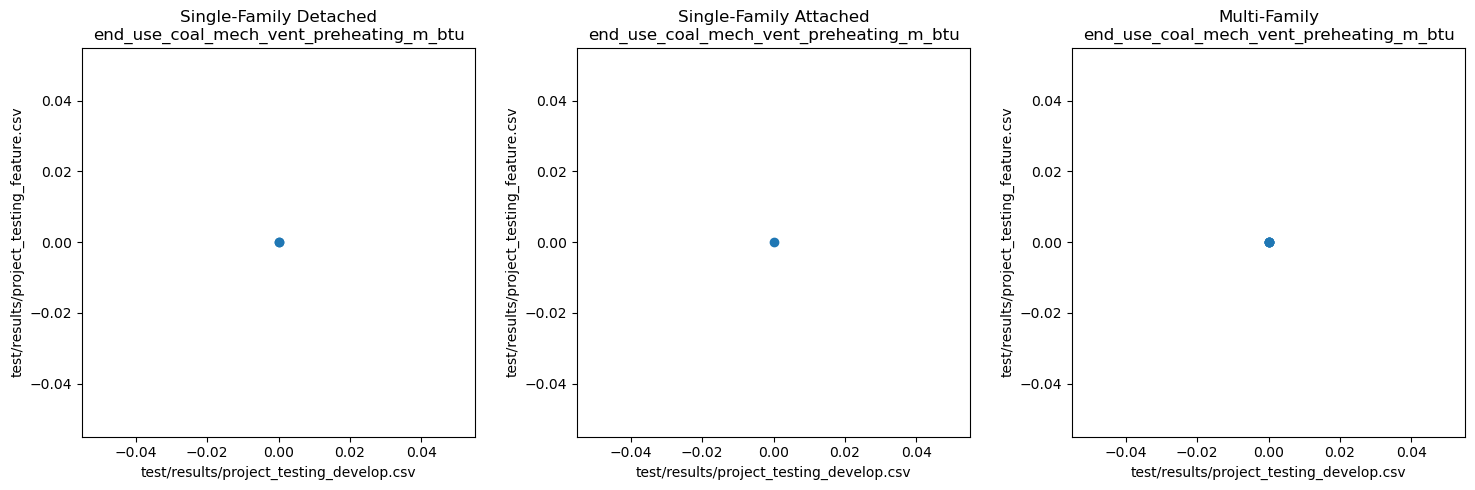 Single-Family Detached
end_use_coal_mech_vent_preheating_m_btu
test/results/project_testing_feature.csv
0.04
0.02
0.00
−0.02
−0.04
−0.04
−0.02
0.00
0.02
0.04
test/results/project_testing_develop.csv
Single-Family Attached
end_use_coal_mech_vent_preheating_m_btu
test/results/project_testing_feature.csv
0.04
0.02
0.00
−0.02
−0.04
−0.04
−0.02
0.00
0.02
0.04
test/results/project_testing_develop.csv
Multi-Family
end_use_coal_mech_vent_preheating_m_btu
test/results/project_testing_feature.csv
0.04
0.02
0.00
−0.02
−0.04
−0.04
−0.02
0.00
0.02
0.04
test/results/project_testing_develop.csv